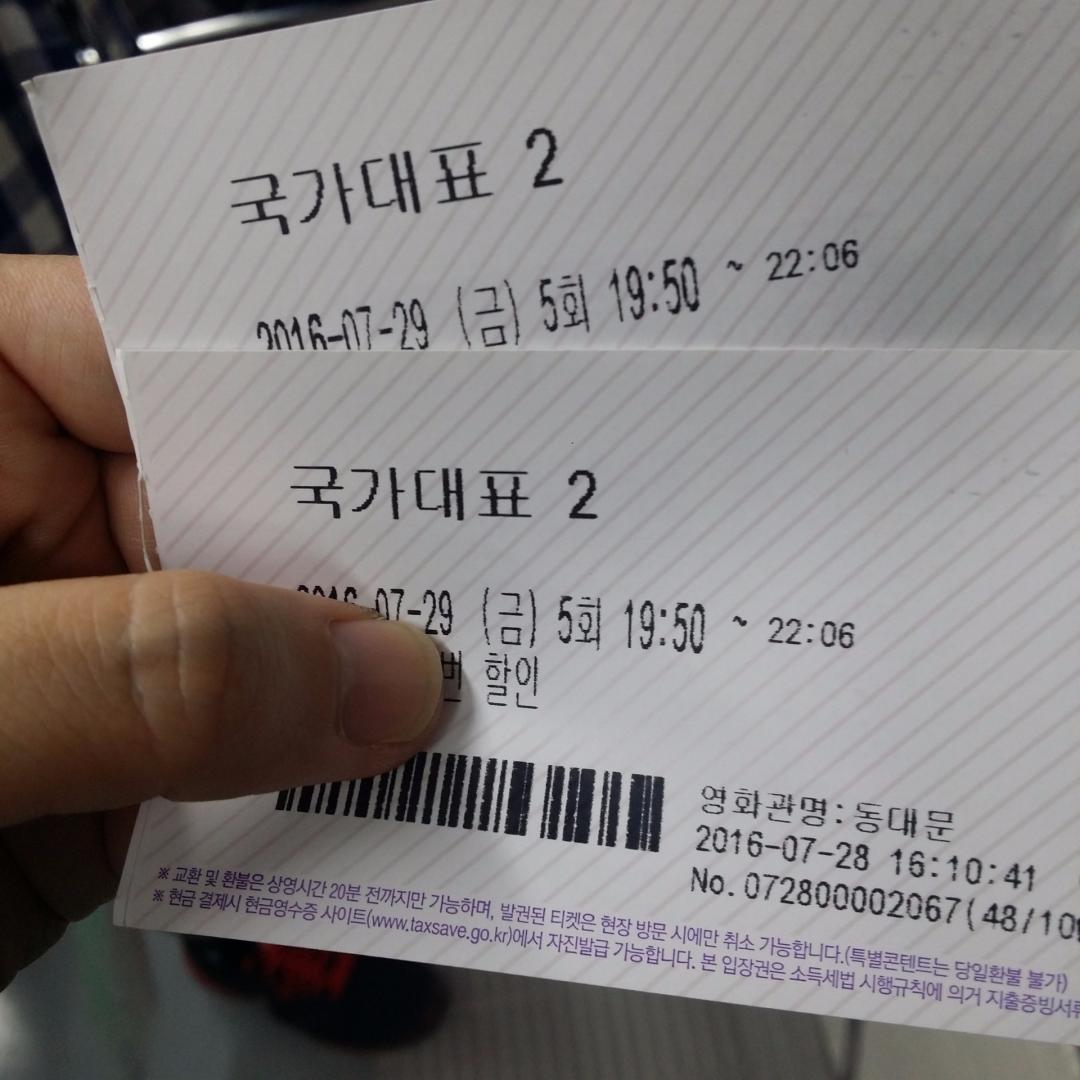 국가대표 2
2016-07-29 (금) 5회 19:50 ~ 22:06
국가대표 2
2016-07-29 (금) 5회 19:50 ~ 22:06
할인
영화관명:동대문
2016-07-28 16:10:41
No. 072800002067(48/10
※ 교환 및 환불은 상영시간 20분 전까지만 가능하며, 발권된 티켓은 현장 방문 시에만 취소 가능합니다.(특별콘텐트는 당일환불 불가)
※ 현금 결제시 현금영수증 사이트(www.taxsave.go.kr)에서 자진발급 가능합니다. 본 입장권은 소득세법 시행규칙에 의거 지출증빙서류